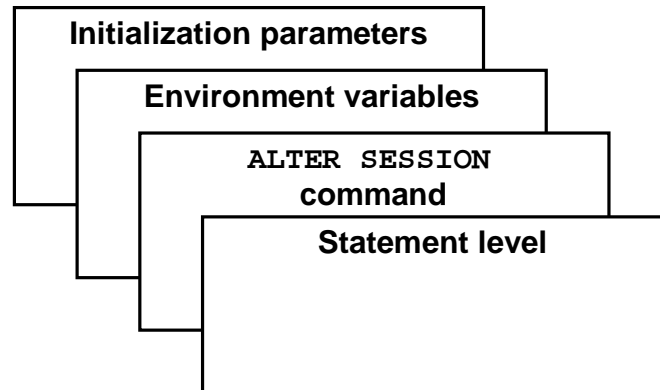 Initialization parameters
Environment variables
ALTER SESSION
command
Statement level